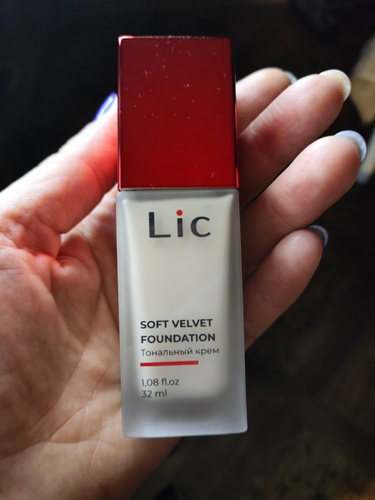 Lic
SOFT VELVET
FOUNDATION
Тональный крем
1,08 fl.oz
32 ml